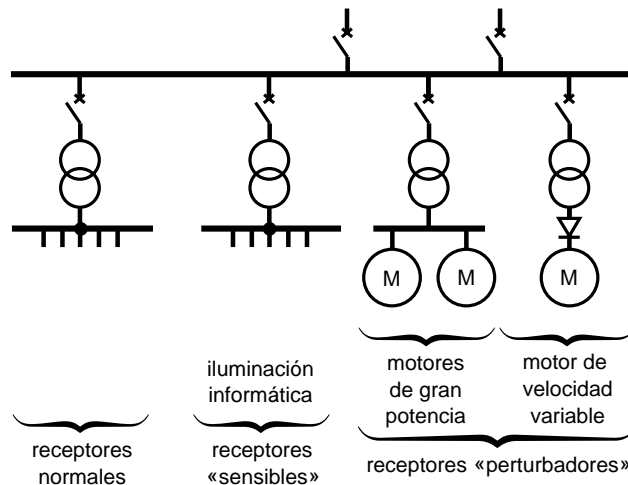 M
M
M
iluminación
informática
motores
de gran
potencia
motor de
velocidad
variable
receptores
normales
receptores
«sensibles»
receptores «perturbadores»